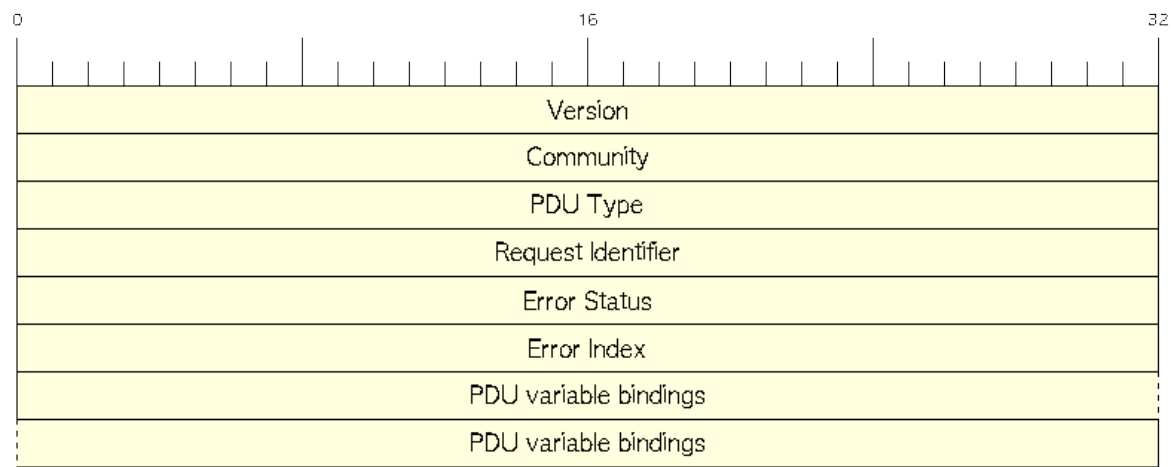 0 16 32
Version
Community
PDU Type
Request Identifier
Error Status
Error Index
PDU variable bindings
PDU variable bindings